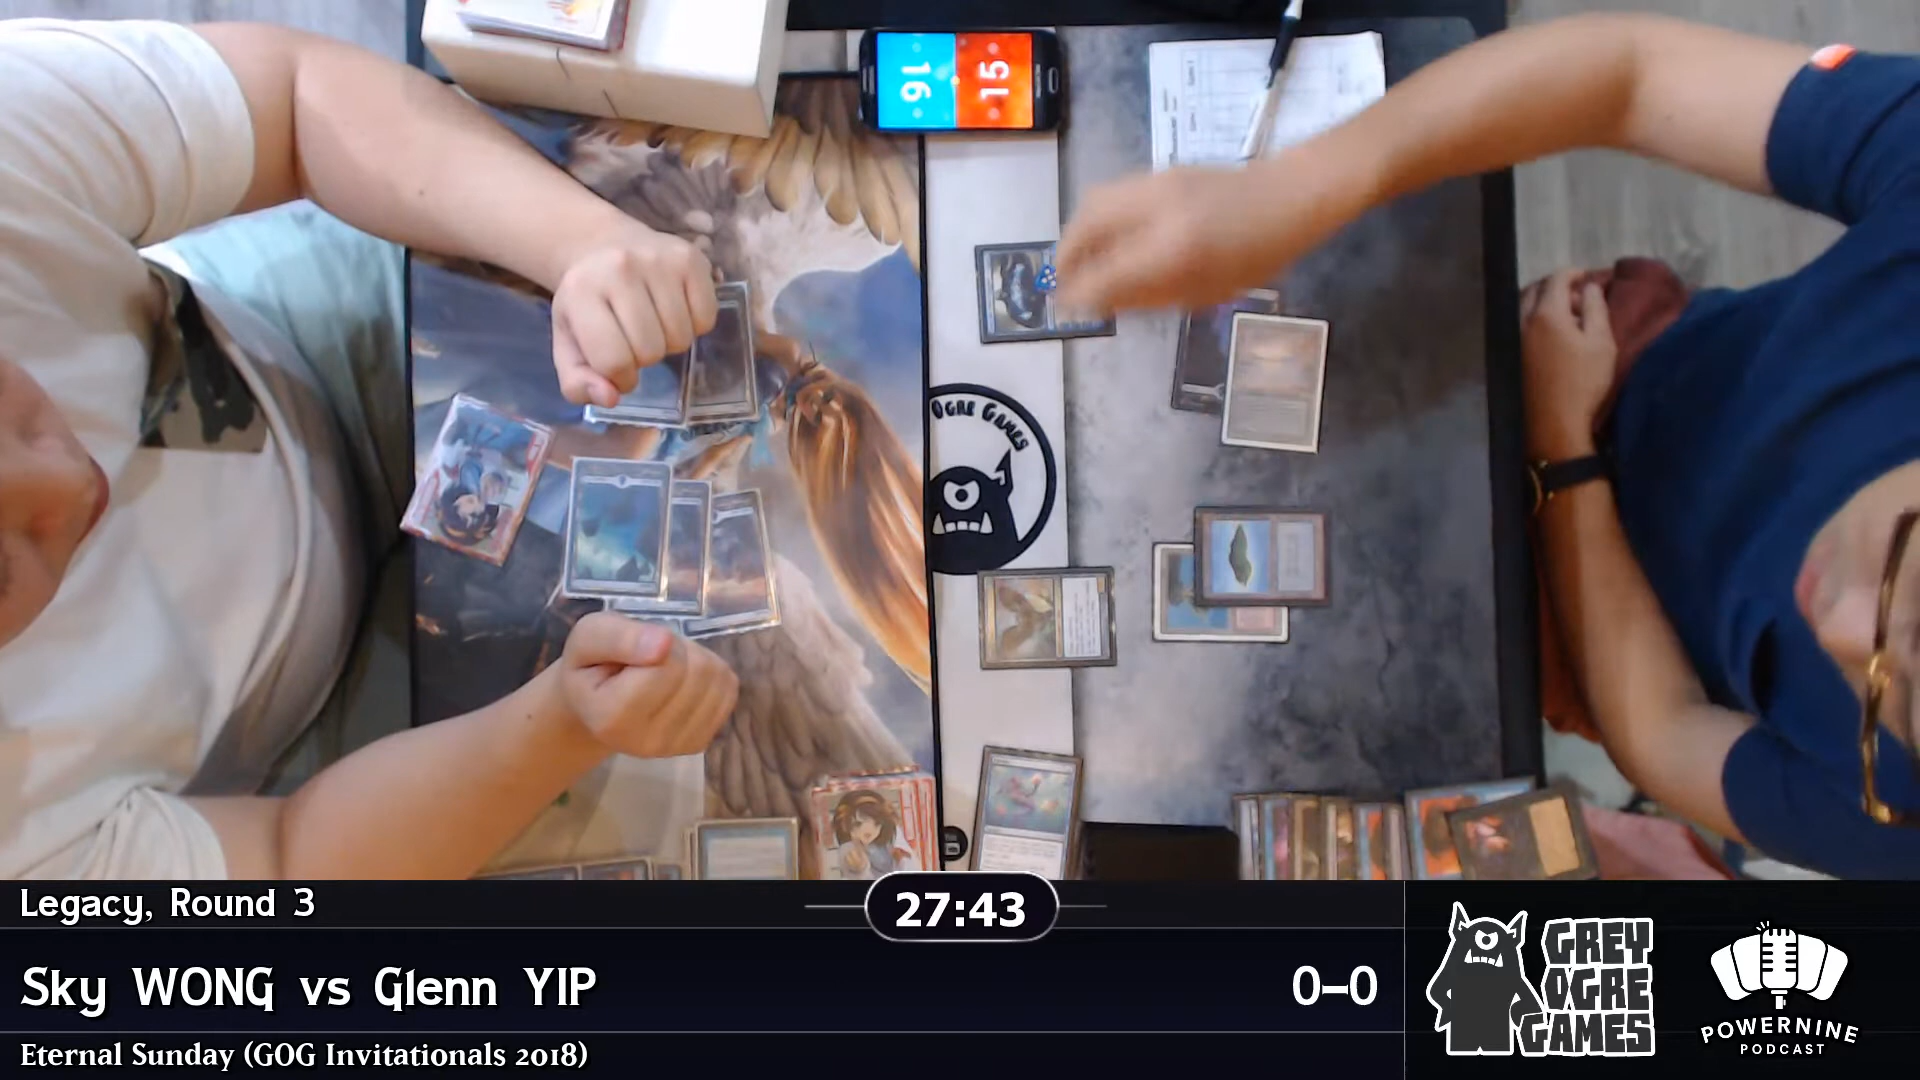 16
15
OGRE GAMES
Legacy, Round 3
27:43
Sky WONG vs Glenn YIP
0–0
Eternal Sunday (GOG Invitationals 2018)
GREY
OGRE
GAMES
POWERNINE
PODCAST